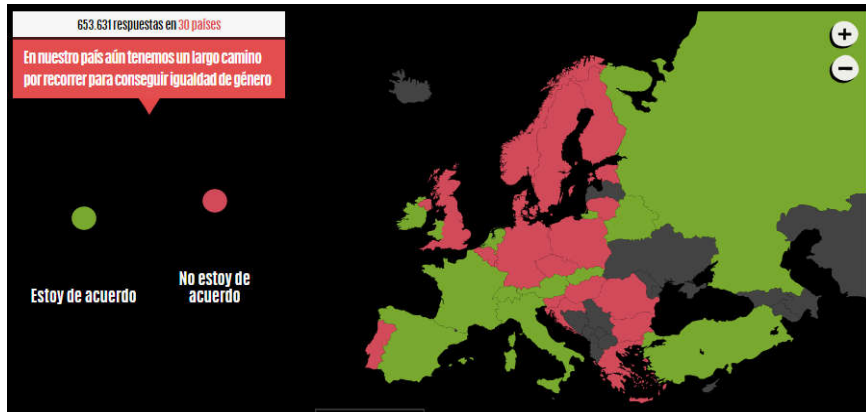 653.631 respuestas en 30 países
En nuestro país aún tenemos un largo camino
por recorrer para conseguir igualdad de género
+
−
Estoy de acuerdo
No estoy de
acuerdo